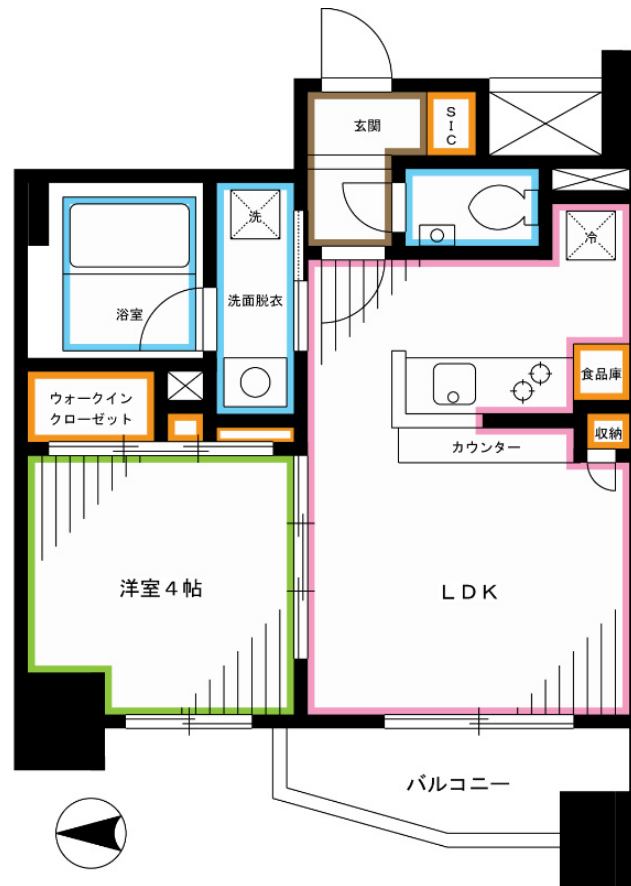 玄関
SIC
洗
冷
洗面脱衣
浴室
食品庫
ウォークイン
クローゼット
収納
カウンター
洋室4帖
LDK
バルコニー